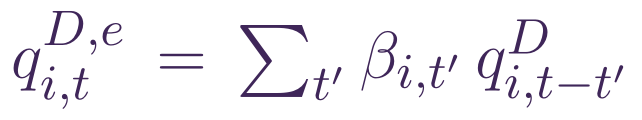 $q_{i,t}^{D,e} = \sum_{t'} \beta_{i,t'} \, q_{i,t-t'}^{D}$